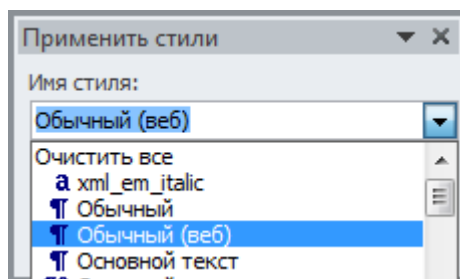 Применить стили
Имя стиля:
Обычный (веб)
Очистить все
a xml_em_italic
¶ Обычный
¶ Обычный (веб)
¶ Основной текст